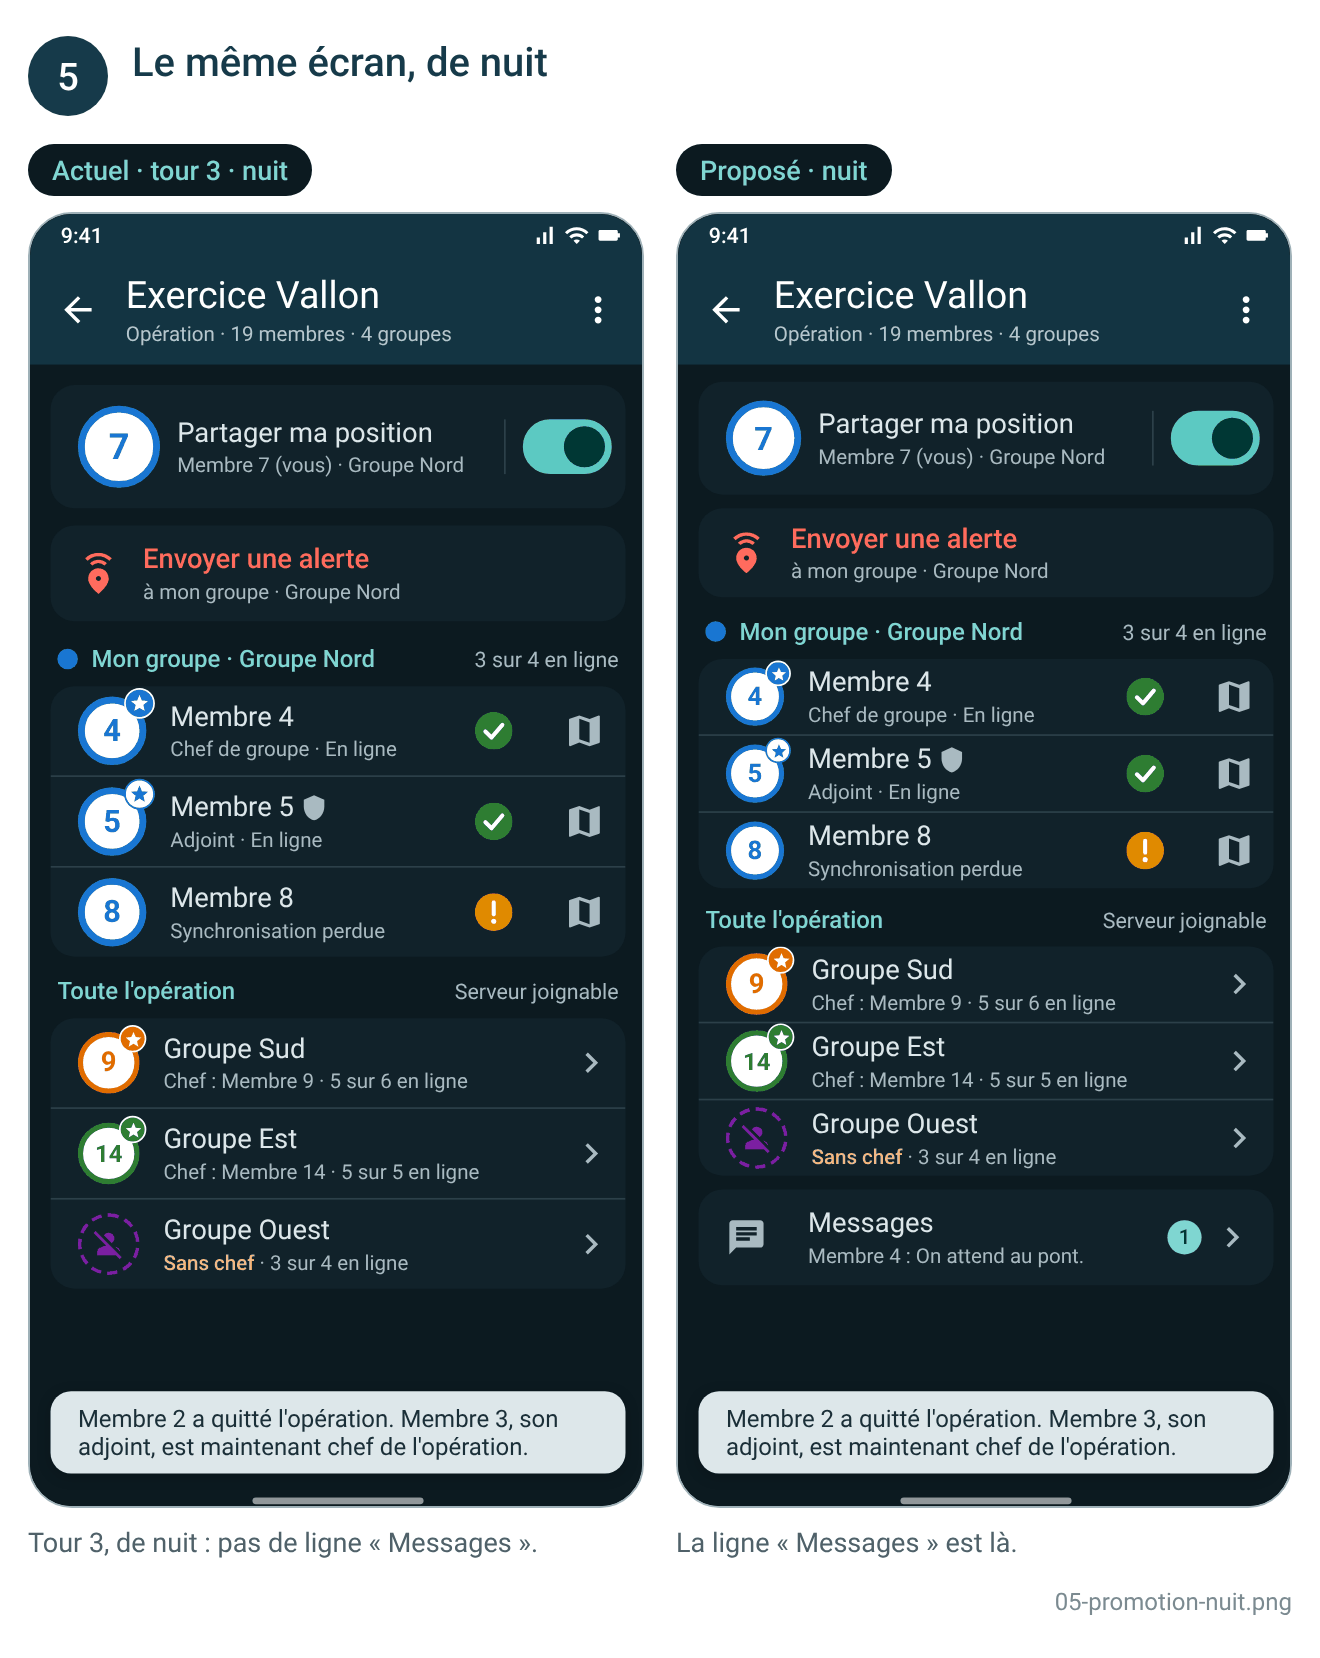 5
Le même écran, de nuit
Actuel · tour 3 · nuit
9:41
Exercice Vallon
Opération · 19 membres · 4 groupes
7
Partager ma position
Membre 7 (vous) · Groupe Nord
Envoyer une alerte
à mon groupe · Groupe Nord
Mon groupe · Groupe Nord
3 sur 4 en ligne
4
Membre 4
Chef de groupe · En ligne
5
Membre 5
Adjoint · En ligne
8
Membre 8
Synchronisation perdue
Toute l'opération
Serveur joignable
9
Groupe Sud
Chef : Membre 9 · 5 sur 6 en ligne
14
Groupe Est
Chef : Membre 14 · 5 sur 5 en ligne
Groupe Ouest
Sans chef · 3 sur 4 en ligne
Membre 2 a quitté l'opération. Membre 3, son
adjoint, est maintenant chef de l'opération.
Tour 3, de nuit : pas de ligne « Messages ».
Proposé · nuit
9:41
Exercice Vallon
Opération · 19 membres · 4 groupes
7
Partager ma position
Membre 7 (vous) · Groupe Nord
Envoyer une alerte
à mon groupe · Groupe Nord
Mon groupe · Groupe Nord
3 sur 4 en ligne
4
Membre 4
Chef de groupe · En ligne
5
Membre 5
Adjoint · En ligne
8
Membre 8
Synchronisation perdue
Toute l'opération
Serveur joignable
9
Groupe Sud
Chef : Membre 9 · 5 sur 6 en ligne
14
Groupe Est
Chef : Membre 14 · 5 sur 5 en ligne
Groupe Ouest
Sans chef · 3 sur 4 en ligne
Messages
Membre 4 : On attend au pont.
1
Membre 2 a quitté l'opération. Membre 3, son
adjoint, est maintenant chef de l'opération.
La ligne « Messages » est là.
05-promotion-nuit.png